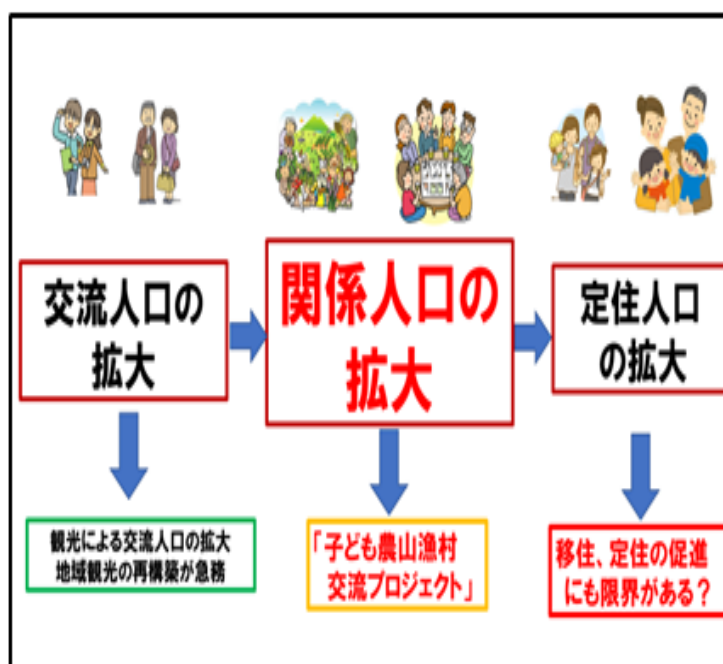 交流人口の
拡大
関係人口の
拡大
定住人口
の拡大
観光による交流人口の拡大
地域観光の再構築が急務
「子ども農山漁村
交流プロジェクト」
移住、定住の促進
にも限界がある?